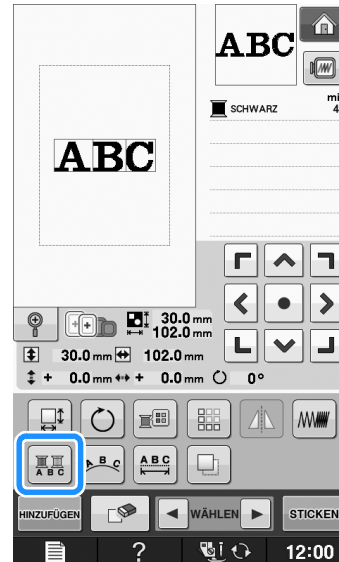 ABC
SCHWARZ
mi
4
ABC
30.0 mm
102.0 mm
30.0 mm 102.0 mm
+ 0.0 mm + 0.0 mm 0°
A B C
A B C
A B C
HINZUFÜGEN WÄHLEN STICKEN
? 12:00